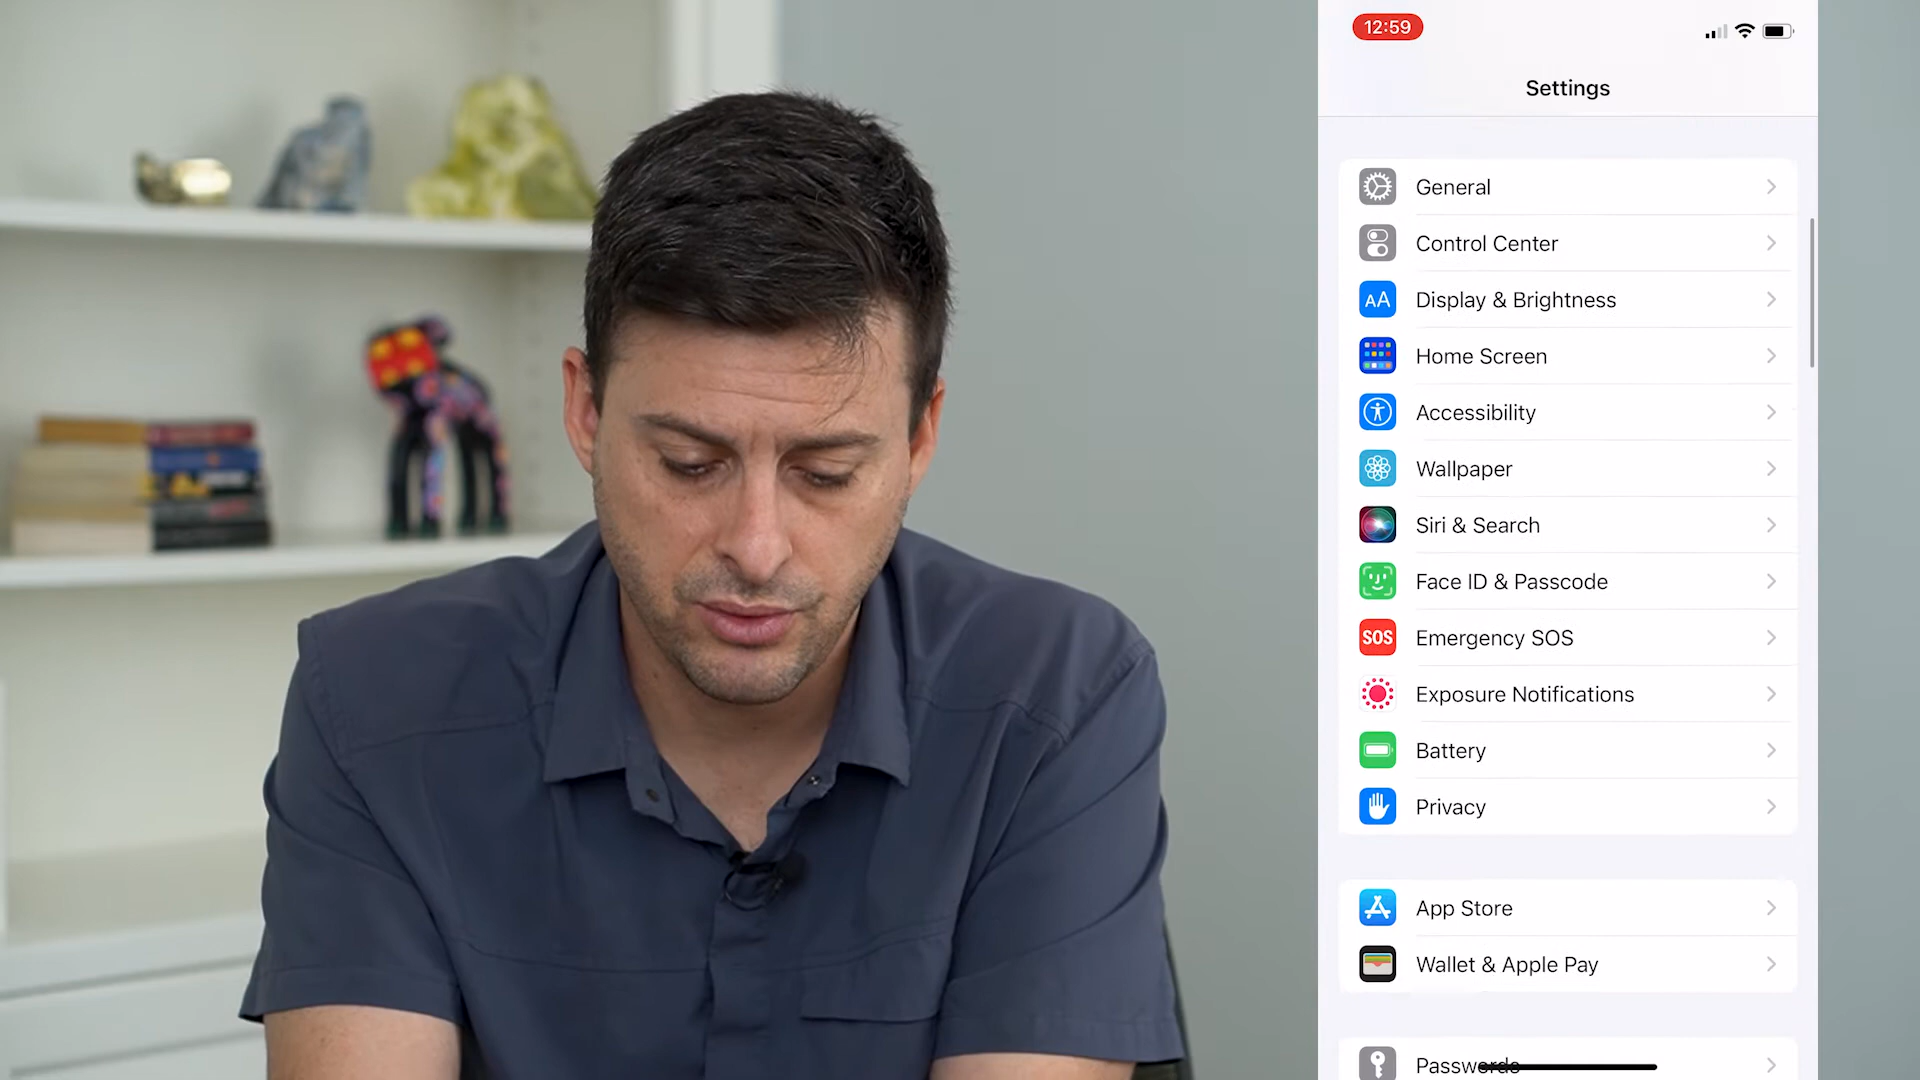 12:59
Settings
General
Control Center
AA Display & Brightness
Home Screen
Accessibility
Wallpaper
Siri & Search
Face ID & Passcode
SOS Emergency SOS
Exposure Notifications
Battery
Privacy
App Store
Wallet & Apple Pay
Passwords